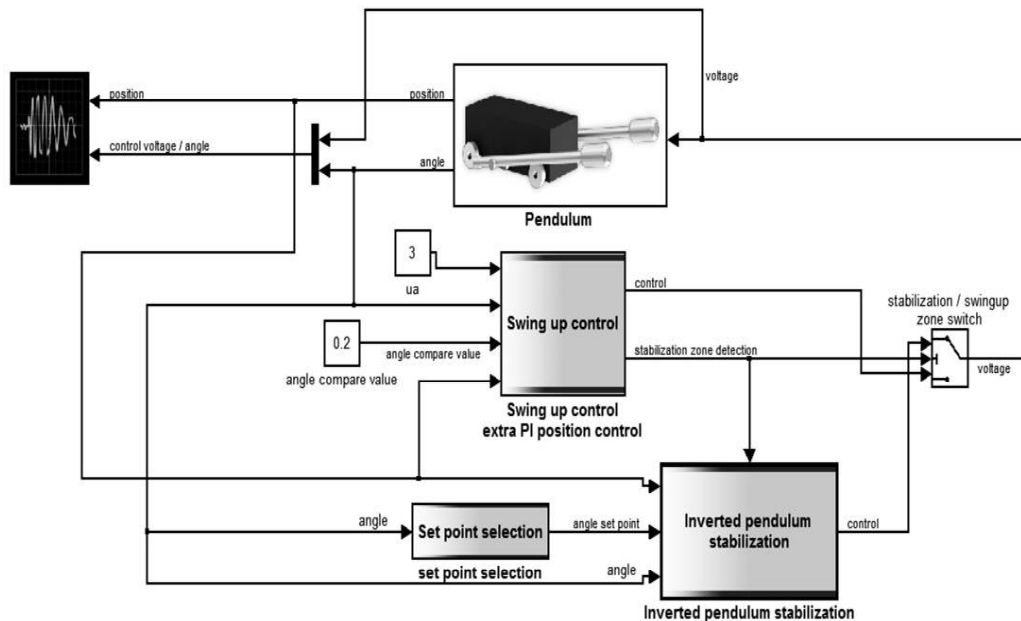 voltage
position
position
control voltage / angle
angle
Pendulum
3
ua
control
stabilization / swingup
zone switch
Swing up control
0.2
angle compare value
angle compare value
stabilization zone detection
voltage
Swing up control
extra PI position control
angle
Set point selection
angle set point
Inverted pendulum
stabilization
control
set point selection
angle
Inverted pendulum stabilization